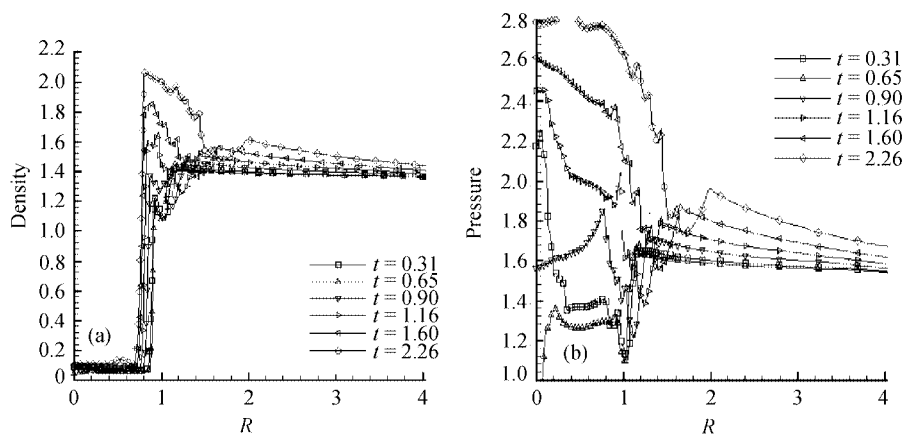 2.2
2.0
1.8
1.6
1.4
1.2
1.0
0.8
0.6
0.4
0.2
0
Density
(a)
t = 0.31
t = 0.65
t = 0.90
t = 1.16
t = 1.60
t = 2.26
0 1 2 3 4
R
2.8
2.6
2.4
2.2
2.0
1.8
1.6
1.4
1.2
1.0
Pressure
(b)
t = 0.31
t = 0.65
t = 0.90
t = 1.16
t = 1.60
t = 2.26
0 1 2 3 4
R